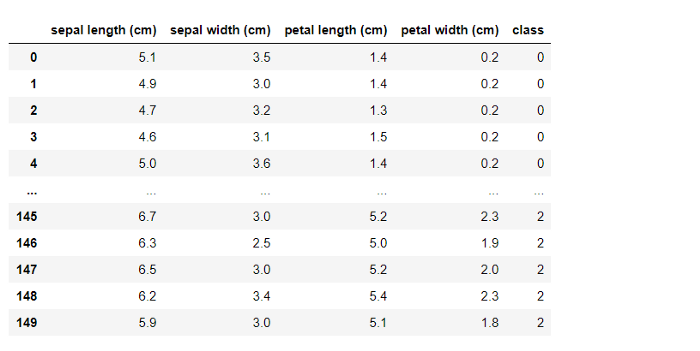 sepal length (cm) sepal width (cm) petal length (cm) petal width (cm) class
0 5.1 3.5 1.4 0.2 0
1 4.9 3.0 1.4 0.2 0
2 4.7 3.2 1.3 0.2 0
3 4.6 3.1 1.5 0.2 0
4 5.0 3.6 1.4 0.2 0
... ... ... ... ... ...
145 6.7 3.0 5.2 2.3 2
146 6.3 2.5 5.0 1.9 2
147 6.5 3.0 5.2 2.0 2
148 6.2 3.4 5.4 2.3 2
149 5.9 3.0 5.1 1.8 2